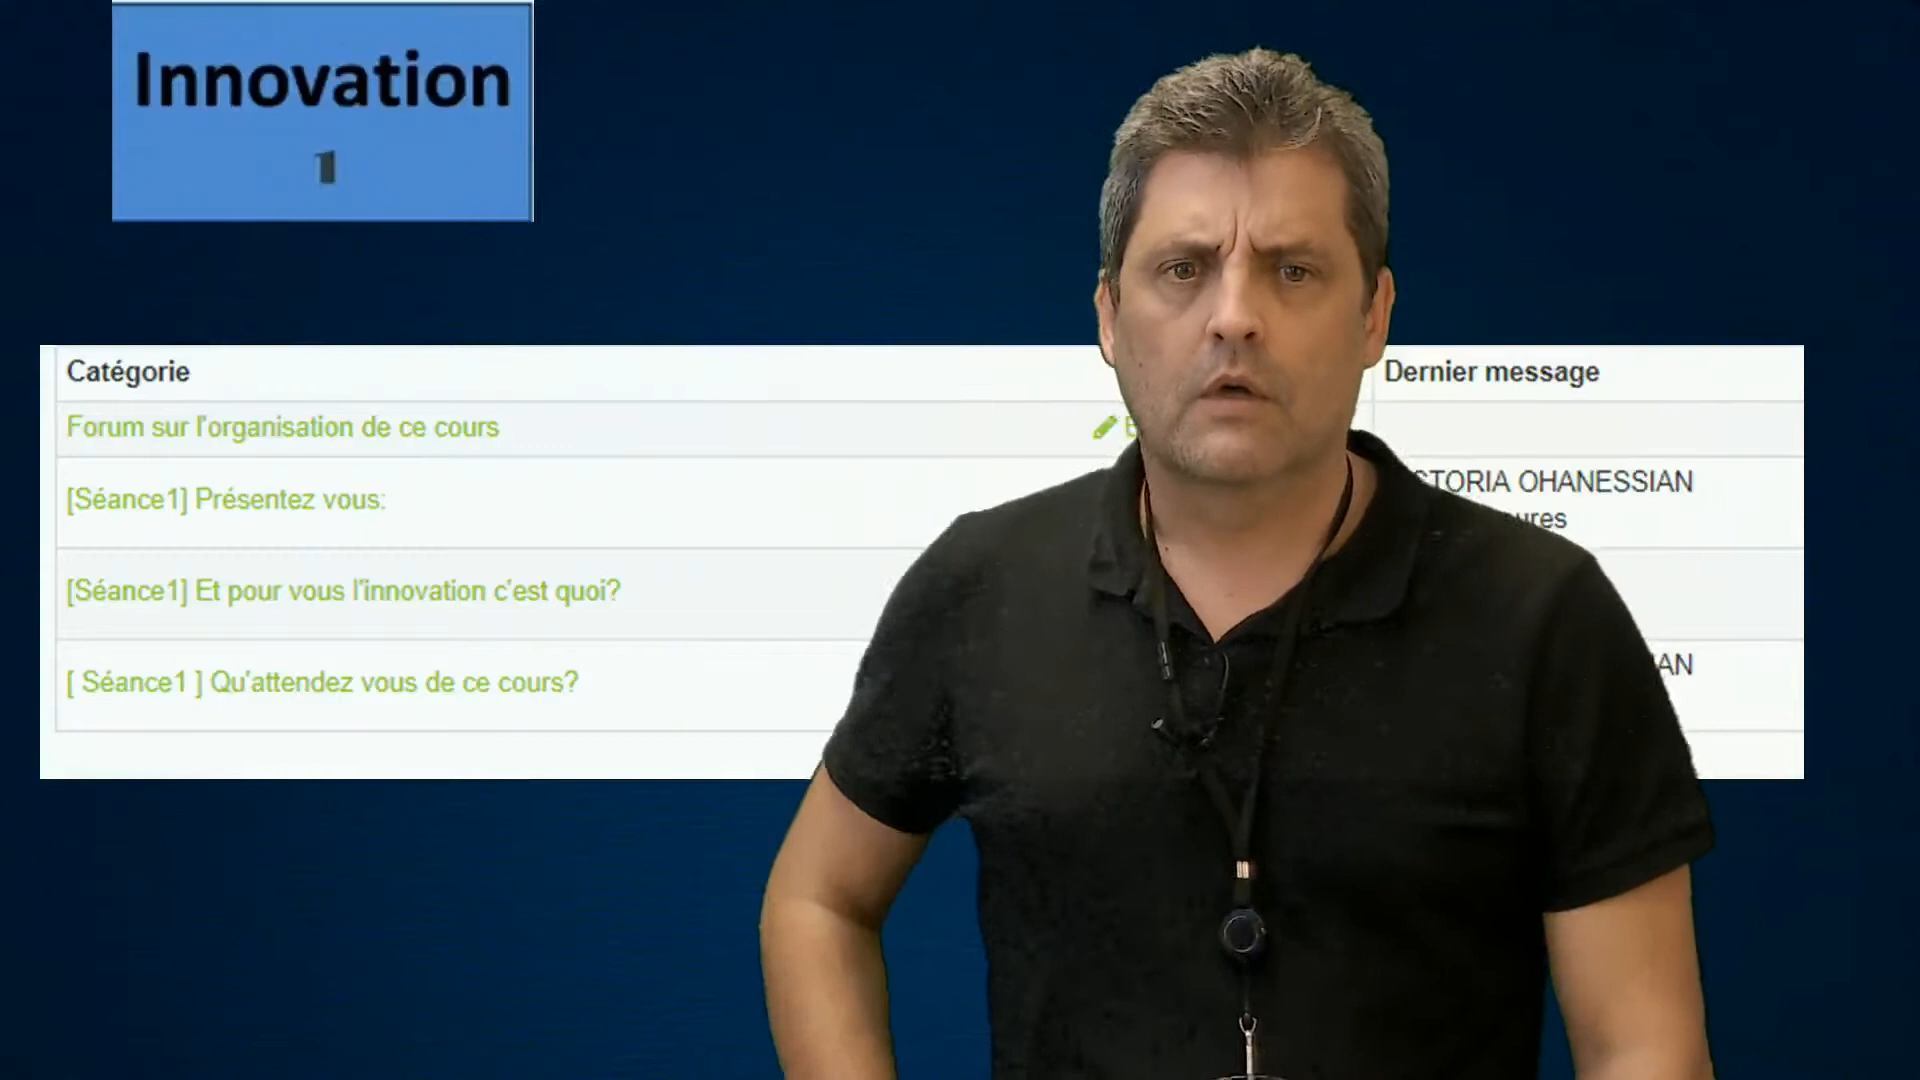 Innovation
1
Catégorie
Dernier message
Forum sur l'organisation de ce cours
[Séance1] Présentez vous:
OHANESSIAN
[Séance1] Et pour vous l'innovation c'est quoi?
[ Séance1 ] Qu'attendez vous de ce cours?